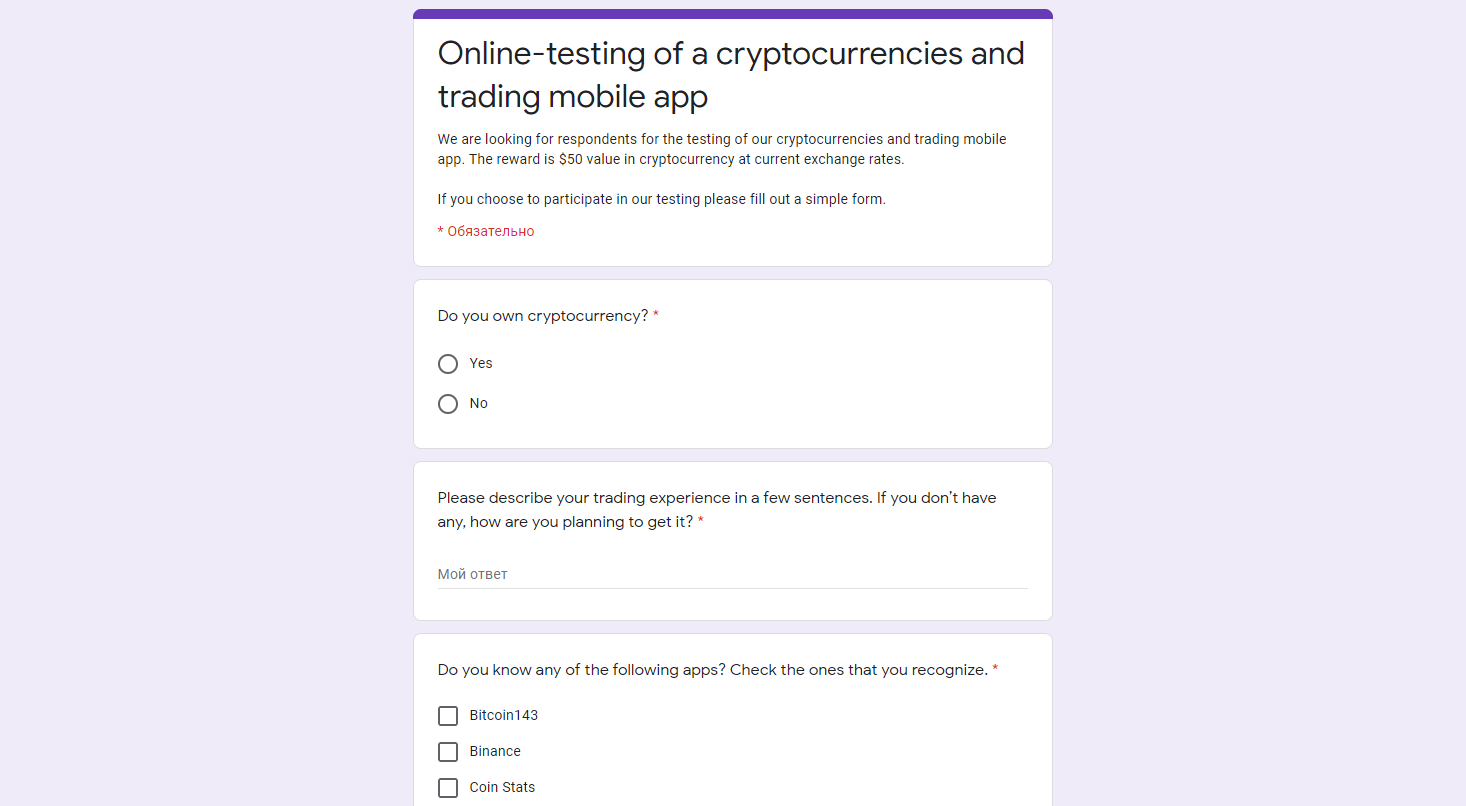 Online-testing of a cryptocurrencies and
trading mobile app
We are looking for respondents for the testing of our cryptocurrencies and trading mobile
app. The reward is $50 value in cryptocurrency at current exchange rates.
If you choose to participate in our testing please fill out a simple form.
* Обязательно
Do you own cryptocurrency? *
Yes
No
Please describe your trading experience in a few sentences. If you don't have
any, how are you planning to get it? *
Мой ответ
Do you know any of the following apps? Check the ones that you recognize. *
Bitcoin143
Binance
Coin Stats